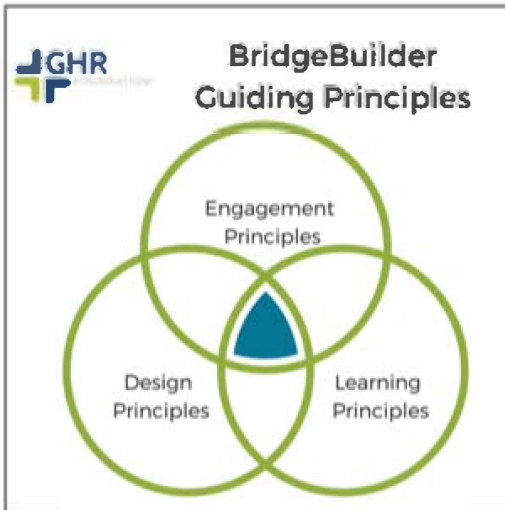 GHR
BridgeBuilder
Guiding Principles
Engagement
Principles
Design
Principles
Learning
Principles